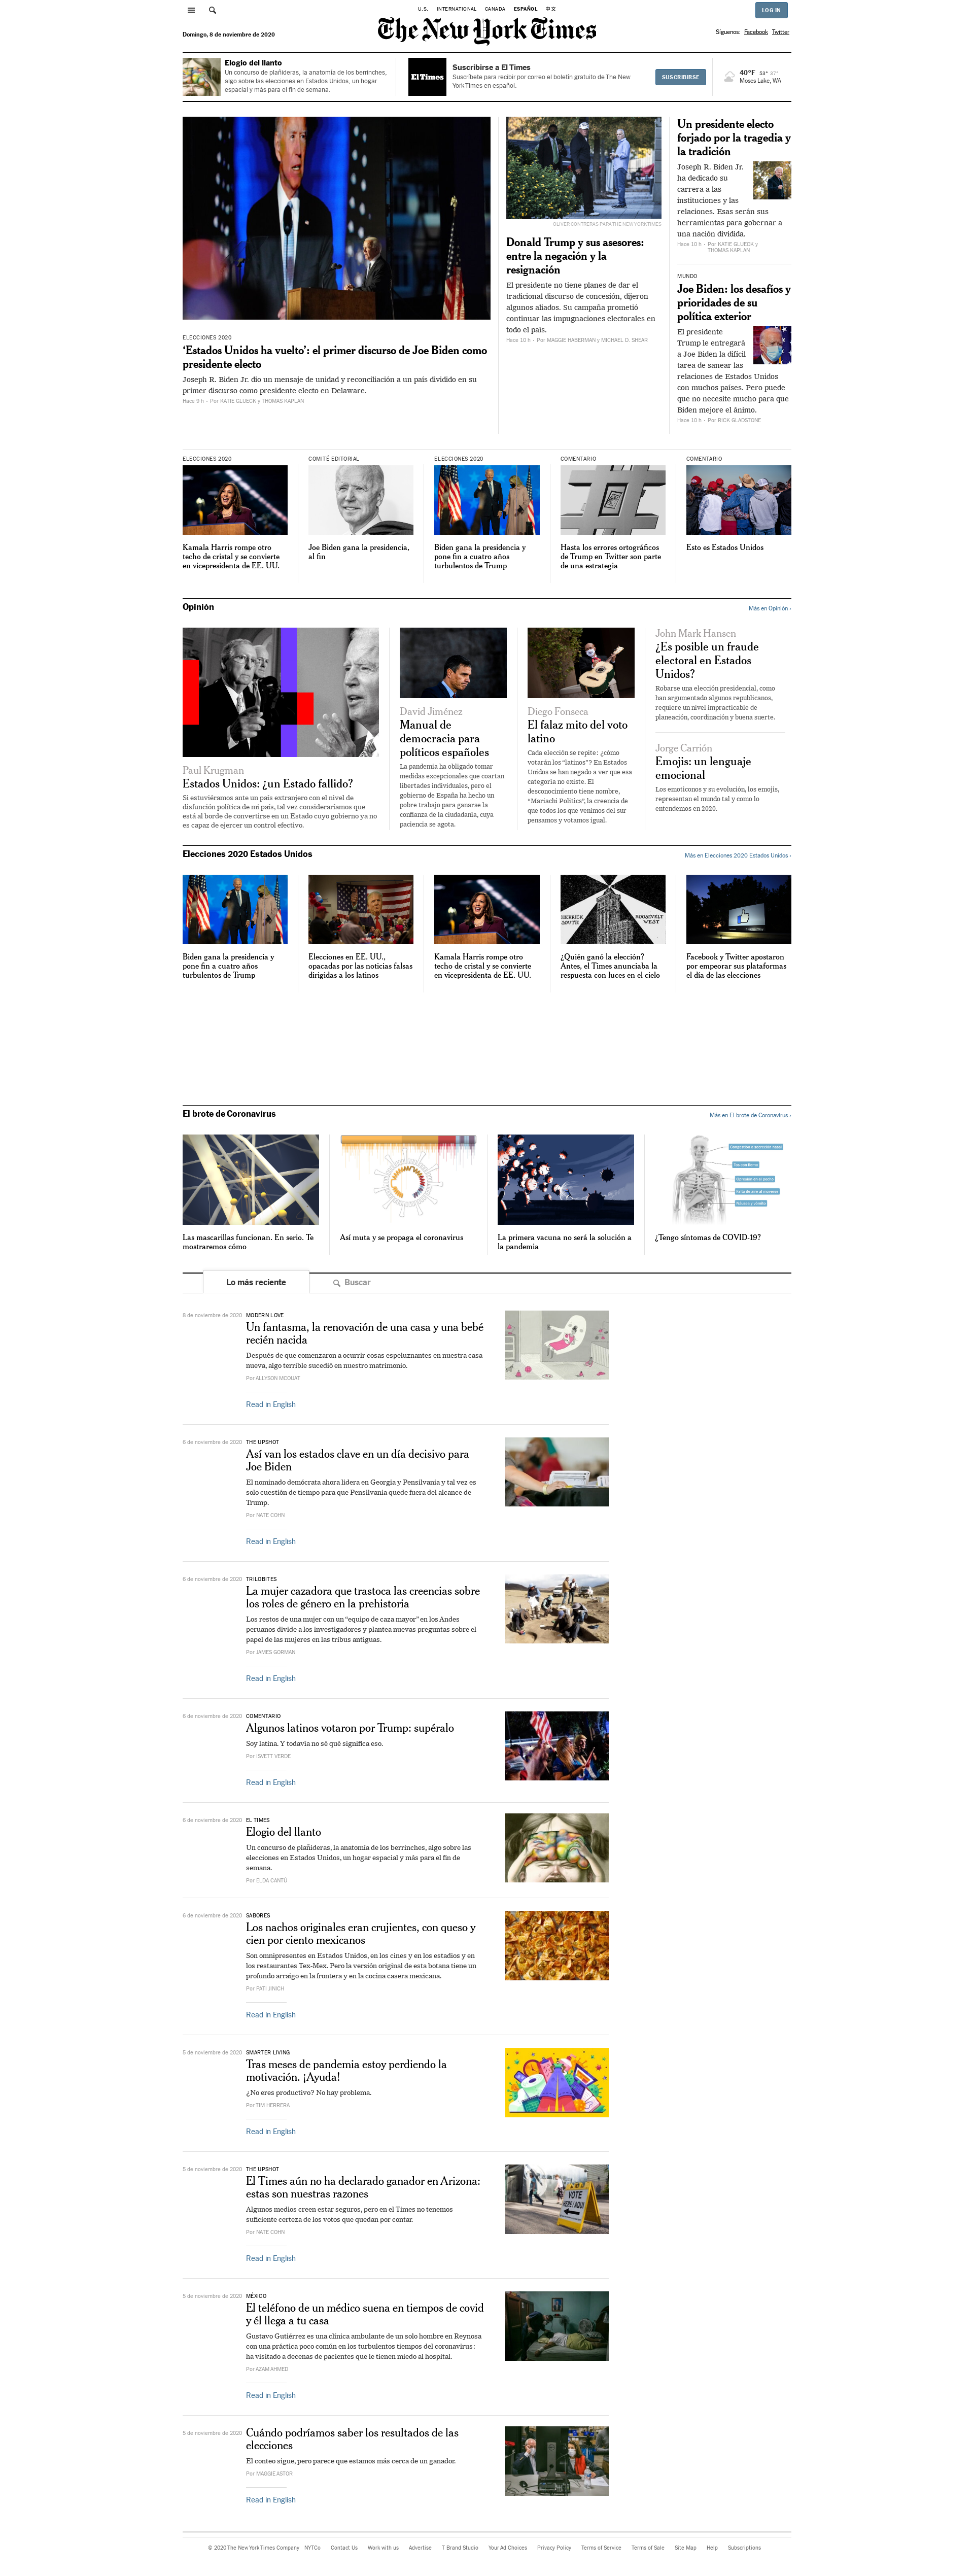 U.S.
INTERNATIONAL
CANADA
ESPAÑOL
中文
LOG IN
Domingo, 8 de noviembre de 2020
The New York Times
Síguenos: Facebook Twitter
Elogio del llanto
Un concurso de plañideras, la anatomía de los berrinches,
algo sobre las elecciones en Estados Unidos, un hogar
espacial y más para el fin de semana.
El Times
Suscribirse a El Times
Suscríbete para recibir por correo el boletín gratuito de The New
York Times en español.
SUSCRIBIRSE
40°F 53° 37°
Moses Lake, WA
ELECCIONES 2020
‘Estados Unidos ha vuelto’: el primer discurso de Joe Biden como
presidente electo
Joseph R. Biden Jr. dio un mensaje de unidad y reconciliación a un país dividido en su
primer discurso como presidente electo en Delaware.
Hace 9 h - Por KATIE GLUECK y THOMAS KAPLAN
OLIVER CONTRERAS PARA THE NEW YORK TIMES
Donald Trump y sus asesores:
entre la negación y la
resignación
El presidente no tiene planes de dar el
tradicional discurso de concesión, dijeron
algunos aliados. Su campaña prometió
continuar las impugnaciones electorales en
todo el país.
Hace 10 h - Por MAGGIE HABERMAN y MICHAEL D. SHEAR
Un presidente electo
forjado por la tragedia y
la tradición
Joseph R. Biden Jr.
ha dedicado su
carrera a las
instituciones y las
relaciones. Esas serán sus
herramientas para gobernar a
una nación dividida.
Hace 10 h - Por KATIE GLUECK y
THOMAS KAPLAN
MUNDO
Joe Biden: los desafíos y
prioridades de su
política exterior
El presidente
Trump le entregará
a Joe Biden la difícil
tarea de sanear las
relaciones de Estados Unidos
con muchos países. Pero puede
que no necesite mucho para que
Biden mejore el ánimo.
Hace 10 h - Por RICK GLADSTONE
ELECCIONES 2020
Kamala Harris rompe otro
techo de cristal y se convierte
en vicepresidenta de EE. UU.
COMITÉ EDITORIAL
Joe Biden gana la presidencia,
al fin
ELECCIONES 2020
Biden gana la presidencia y
pone fin a cuatro años
turbulentos de Trump
COMENTARIO
Hasta los errores ortográficos
de Trump en Twitter son parte
de una estrategia
COMENTARIO
Esto es Estados Unidos
Opinión
Más en Opinión ›
Paul Krugman
Estados Unidos: ¿un Estado fallido?
Si estuviéramos ante un país extranjero con el nivel de
disfunción política de mi país, tal vez consideraríamos que
está al borde de convertirse en un Estado cuyo gobierno ya no
es capaz de ejercer un control efectivo.
David Jiménez
Manual de
democracia para
políticos españoles
La pandemia ha obligado tomar
medidas excepcionales que coartan
libertades individuales, pero el
gobierno de España ha hecho un
pobre trabajo para ganarse la
confianza de la ciudadanía, cuya
paciencia se agota.
Diego Fonseca
El falaz mito del voto
latino
Cada elección se repite: ¿cómo
votarán los “latinos”? En Estados
Unidos se han negado a ver que esa
categoría no existe. El
desconocimiento tiene nombre,
“Mariachi Politics”, la creencia de
que todos los que venimos del sur
pensamos y votamos igual.
John Mark Hansen
¿Es posible un fraude
electoral en Estados
Unidos?
Robarse una elección presidencial, como
han argumentado algunos republicanos,
requiere un nivel impracticable de
planeación, coordinación y buena suerte.
Jorge Carrión
Emojis: un lenguaje
emocional
Los emoticonos y su evolución, los emojis,
representan el mundo tal y como lo
entendemos en 2020.
Elecciones 2020 Estados Unidos
Más en Elecciones 2020 Estados Unidos ›
Biden gana la presidencia y
pone fin a cuatro años
turbulentos de Trump
Elecciones en EE. UU.,
opacadas por las noticias falsas
dirigidas a los latinos
Kamala Harris rompe otro
techo de cristal y se convierte
en vicepresidenta de EE. UU.
HERRICK
SOUTH
ROOSEVELT
WEST
¿Quién ganó la elección?
Antes, el Times anunciaba la
respuesta con luces en el cielo
Facebook y Twitter apostaron
por empeorar sus plataformas
el día de las elecciones
El brote de Coronavirus
Más en El brote de Coronavirus ›
Las mascarillas funcionan. En serio. Te
mostraremos cómo
Así muta y se propaga el coronavirus
La primera vacuna no será la solución a
la pandemia
¿Tengo síntomas de COVID-19?
Lo más reciente
Buscar
8 de noviembre de 2020
MODERN LOVE
Un fantasma, la renovación de una casa y una bebé
recién nacida
Después de que comenzaron a ocurrir cosas espeluznantes en nuestra casa
nueva, algo terrible sucedió en nuestro matrimonio.
Por ALLYSON MCOUAT
Read in English
6 de noviembre de 2020
THE UPSHOT
Así van los estados clave en un día decisivo para
Joe Biden
El nominado demócrata ahora lidera en Georgia y Pensilvania y tal vez es
solo cuestión de tiempo para que Pensilvania quede fuera del alcance de
Trump.
Por NATE COHN
Read in English
6 de noviembre de 2020
TRILOBITES
La mujer cazadora que trastoca las creencias sobre
los roles de género en la prehistoria
Los restos de una mujer con un “equipo de caza mayor” en los Andes
peruanos divide a los investigadores y plantea nuevas preguntas sobre el
papel de las mujeres en las tribus antiguas.
Por JAMES GORMAN
Read in English
6 de noviembre de 2020
COMENTARIO
Algunos latinos votaron por Trump: supéralo
Soy latina. Y todavía no sé qué significa eso.
Por ISVETT VERDE
Read in English
6 de noviembre de 2020
EL TIMES
Elogio del llanto
Un concurso de plañideras, la anatomía de los berrinches, algo sobre las
elecciones en Estados Unidos, un hogar espacial y más para el fin de
semana.
Por ELDA CANTÚ
6 de noviembre de 2020
SABORES
Los nachos originales eran crujientes, con queso y
cien por ciento mexicanos
Son omnipresentes en Estados Unidos, en los cines y en los estadios y en
los restaurantes Tex-Mex. Pero la versión original de esta botana tiene un
profundo arraigo en la frontera y en la cocina casera mexicana.
Por PATI JINICH
Read in English
5 de noviembre de 2020
SMARTER LIVING
Tras meses de pandemia estoy perdiendo la
motivación. ¡Ayuda!
¿No eres productivo? No hay problema.
Por TIM HERRERA
Read in English
5 de noviembre de 2020
THE UPSHOT
El Times aún no ha declarado ganador en Arizona:
estas son nuestras razones
Algunos medios creen estar seguros, pero en el Times no tenemos
suficiente certeza de los votos que quedan por contar.
Por NATE COHN
VOTE
HERE/AQUI
Read in English
5 de noviembre de 2020
MÉXICO
El teléfono de un médico suena en tiempos de covid
y él llega a tu casa
Gustavo Gutiérrez es una clínica ambulante de un solo hombre en Reynosa
con una práctica poco común en los turbulentos tiempos del coronavirus:
ha visitado a decenas de pacientes que le tienen miedo al hospital.
Por AZAM AHMED
Read in English
5 de noviembre de 2020
Cuándo podríamos saber los resultados de las
elecciones
El conteo sigue, pero parece que estamos más cerca de un ganador.
Por MAGGIE ASTOR
Read in English
© 2020 The New York Times Company
NYTCo
Contact Us
Work with us
Advertise
T Brand Studio
Your Ad Choices
Privacy Policy
Terms of Service
Terms of Sale
Site Map
Help
Subscriptions